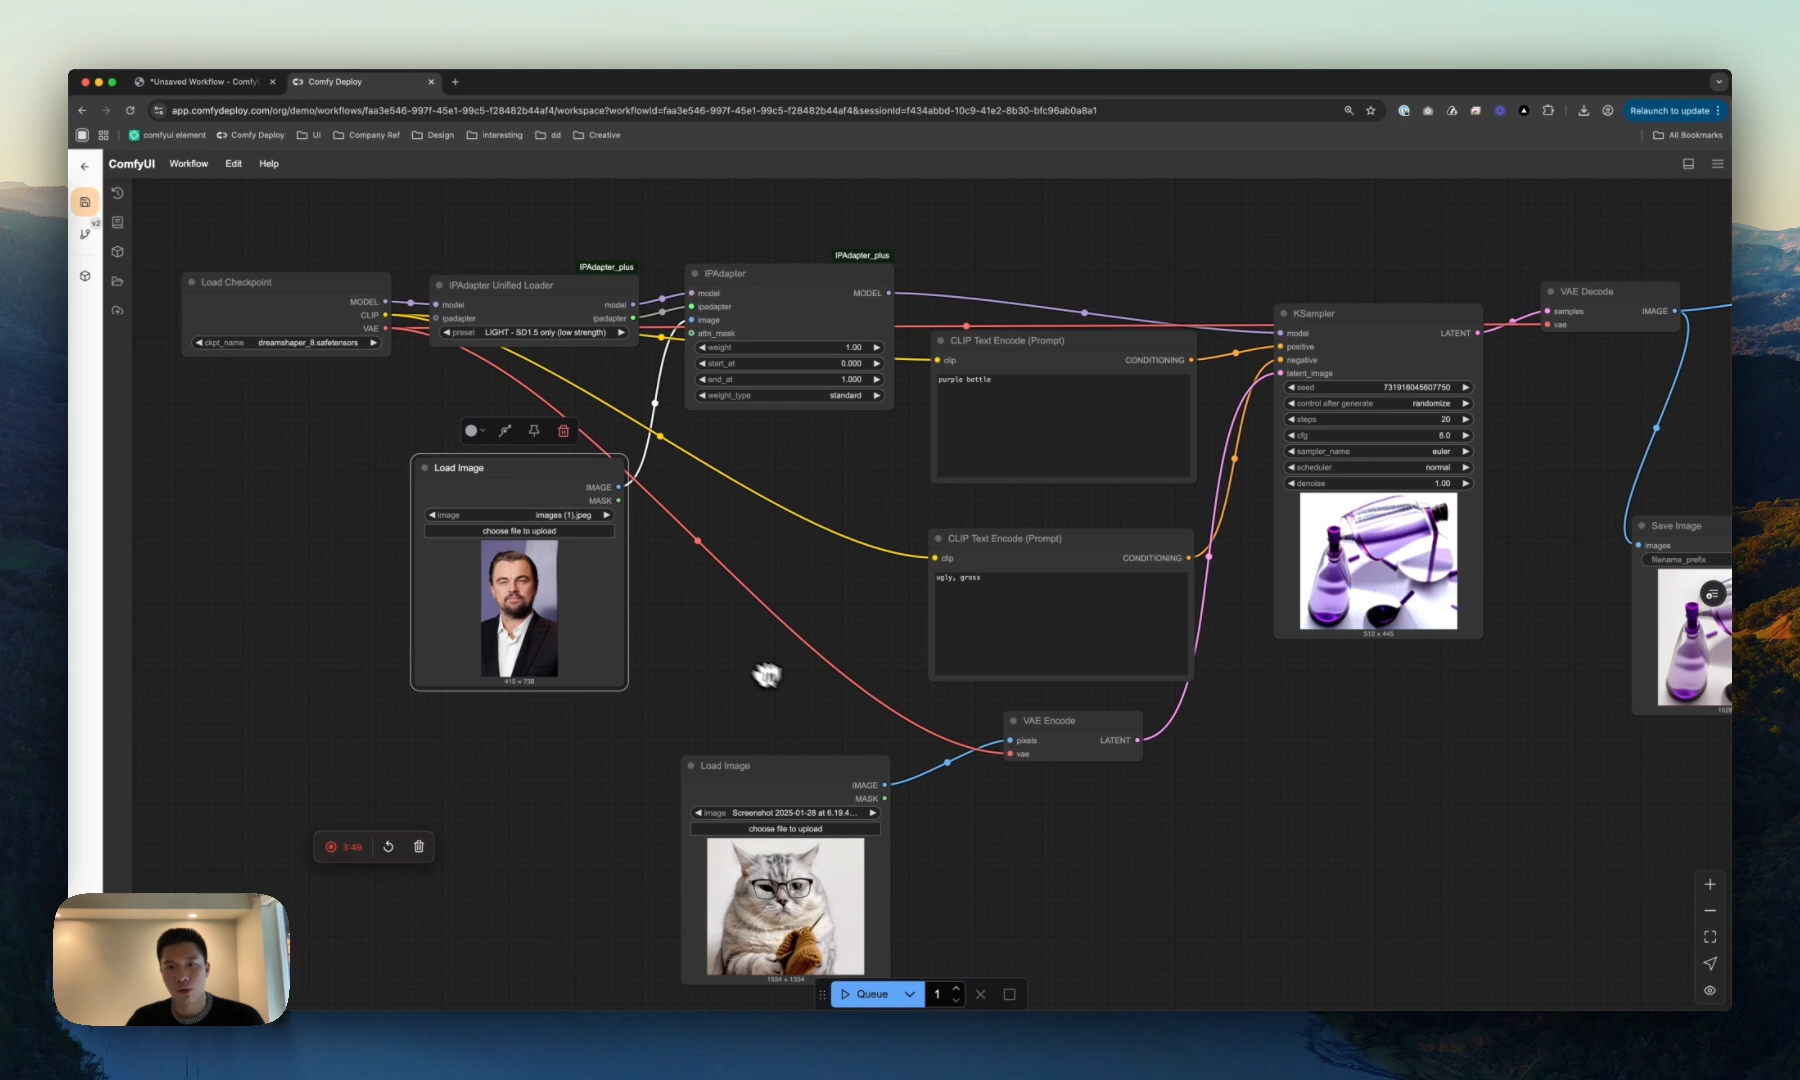 *Unsaved Workflow - Comfy
Comfy Deploy
app.comfydeploy.com/org/demo/workflows/faa3e546-997f-45e1-99c5-f28482b44af4/workspace?workflowId=faa3e546-997f-45e1-99c5-f28482b44af4&sessionId=f434abbd-10c9-41e2-8b30-bfc96ab0a8a1
Relaunch to update
comfyui element
Comfy Deploy
UI
Company Ref
Design
interesting
dd
Creative
All Bookmarks
ComfyUI
Workflow
Edit
Help
v2
Load Checkpoint
MODEL
CLIP
VAE
ckpt_name dreamshaper_8.safetensors
IPAdapter_plus
IPAdapter Unified Loader
model model
ipadapter ipadapter
preset LIGHT - SD1.5 only (low strength)
IPAdapter_plus
IPAdapter
model MODEL
ipadapter
image
attn_mask
weight 1.00
start_at 0.000
end_at 1.000
weight_type standard
CLIP Text Encode (Prompt)
clip CONDITIONING
purple bottle
KSampler
model LATENT
positive
negative
latent_image
seed 731916045607750
control after generate randomize
steps 20
cfg 8.0
sampler_name euler
scheduler normal
denoise 1.00
512 × 445
VAE Decode
samples IMAGE
vae
Save Image
images
filename_prefix
Load Image
IMAGE
MASK
image images (1).jpeg
choose file to upload
415 × 738
CLIP Text Encode (Prompt)
clip CONDITIONING
ugly, gross
VAE Encode
pixels LATENT
vae
Load Image
IMAGE
MASK
image Screenshot 2025-01-28 at 6.19.4...
choose file to upload
1334 × 1334
3:49
Queue
1